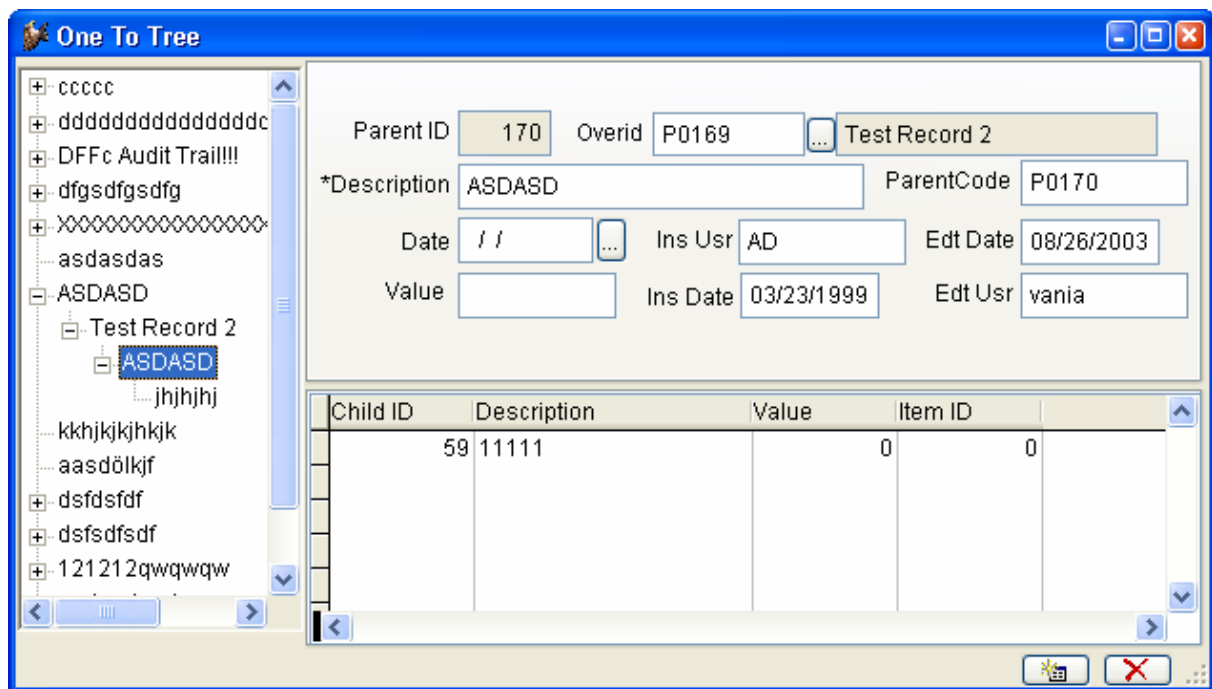 One To Tree
ccccc
DFFc Audit Trail!!!
dfgsdfgsdfg
asdasdas
ASDASD
Test Record 2
ASDASD
jhjhjhj
kkhjkjkjhkjk
aasdölkjf
dsfdsfdf
dsfsdfsdf
121212qwqwqw
Parent ID 170 Overid P0169 ... Test Record 2
*Description ASDASD ParentCode P0170
Date / / ... Ins Usr AD Edt Date 08/26/2003
Value Ins Date 03/23/1999 Edt Usr vania
Child ID Description Value Item ID
59 11111 0 0